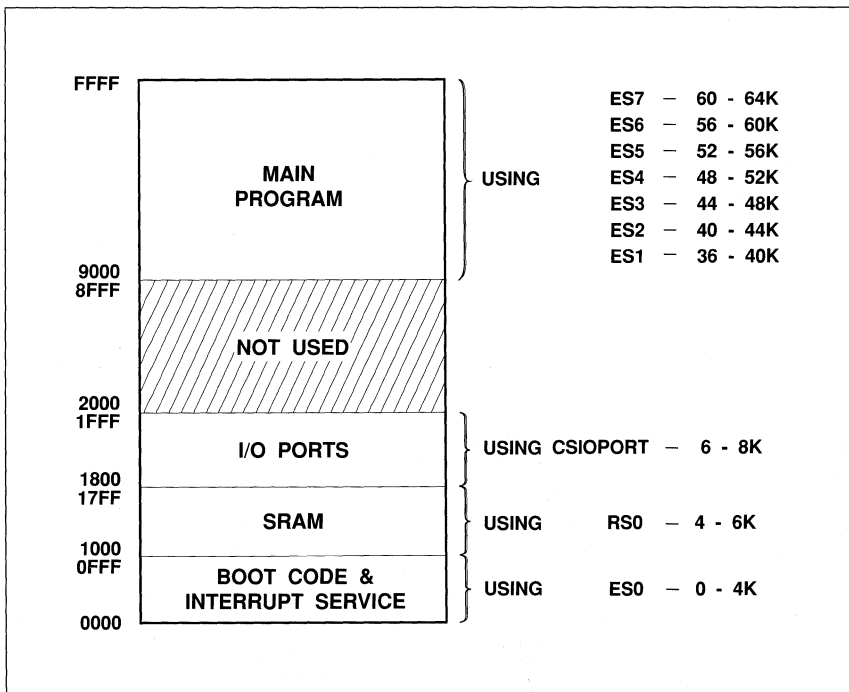 FFFF
MAIN
PROGRAM
USING
ES7 – 60 - 64K
ES6 – 56 - 60K
ES5 – 52 - 56K
ES4 – 48 - 52K
ES3 – 44 - 48K
ES2 – 40 - 44K
ES1 – 36 - 40K
9000
8FFF
NOT USED
2000
1FFF
I/O PORTS
USING CSIOPORT – 6 - 8K
1800
17FF
SRAM
USING RS0 – 4 - 6K
1000
0FFF
BOOT CODE &
INTERRUPT SERVICE
USING ES0 – 0 - 4K
0000